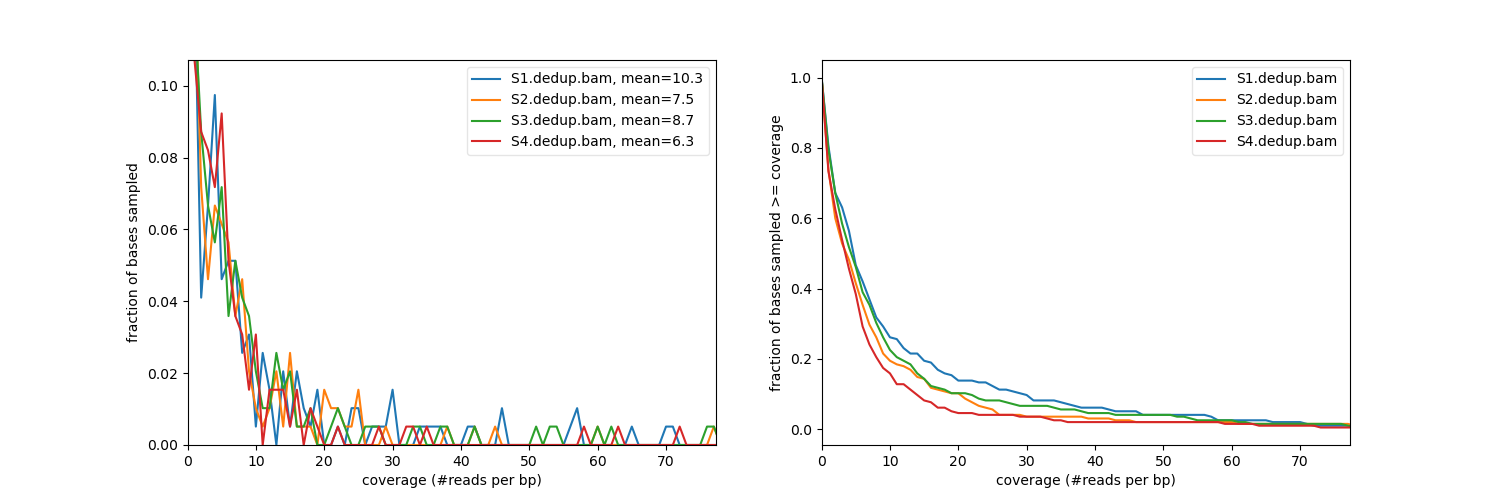 0.10
0.08
0.06
0.04
0.02
0.00
fraction of bases sampled
0
10
20
30
40
50
60
70
coverage (#reads per bp)
S1.dedup.bam, mean=10.3
S2.dedup.bam, mean=7.5
S3.dedup.bam, mean=8.7
S4.dedup.bam, mean=6.3
1.0
0.8
0.6
0.4
0.2
0.0
fraction of bases sampled >= coverage
0
10
20
30
40
50
60
70
coverage (#reads per bp)
S1.dedup.bam
S2.dedup.bam
S3.dedup.bam
S4.dedup.bam